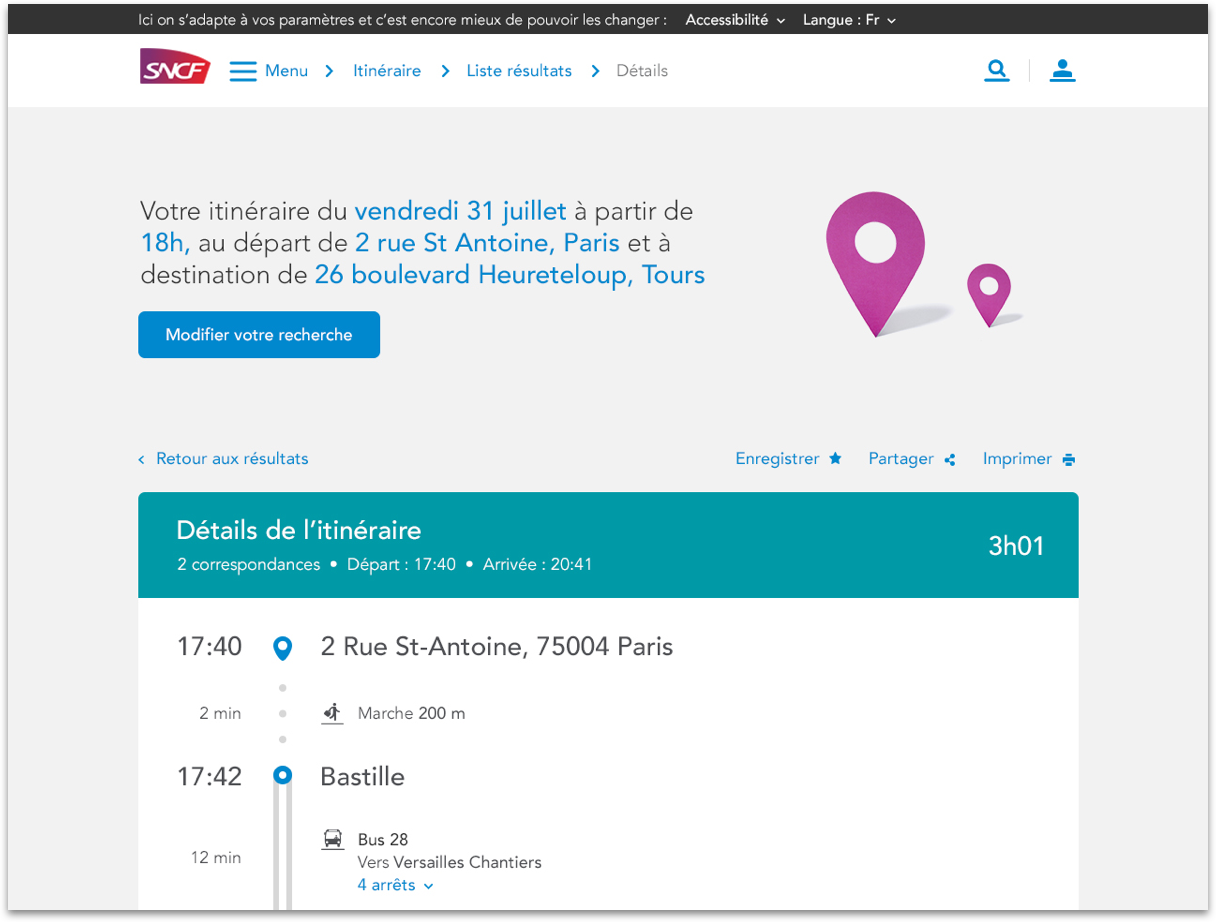 Ici on s’adapte à vos paramètres et c’est encore mieux de pouvoir les changer : Accessibilité Langue : Fr
SNCF Menu Itinéraire Liste résultats Détails
Votre itinéraire du vendredi 31 juillet à partir de
18h, au départ de 2 rue St Antoine, Paris et à
destination de 26 boulevard Heureteloup, Tours
Modifier votre recherche
Retour aux résultats Enregistrer Partager Imprimer
Détails de l’itinéraire
3h01
2 correspondances • Départ : 17:40 • Arrivée : 20:41
17:40 2 Rue St-Antoine, 75004 Paris
2 min Marche 200 m
17:42 Bastille
Bus 28
12 min
Vers Versailles Chantiers
4 arrêts